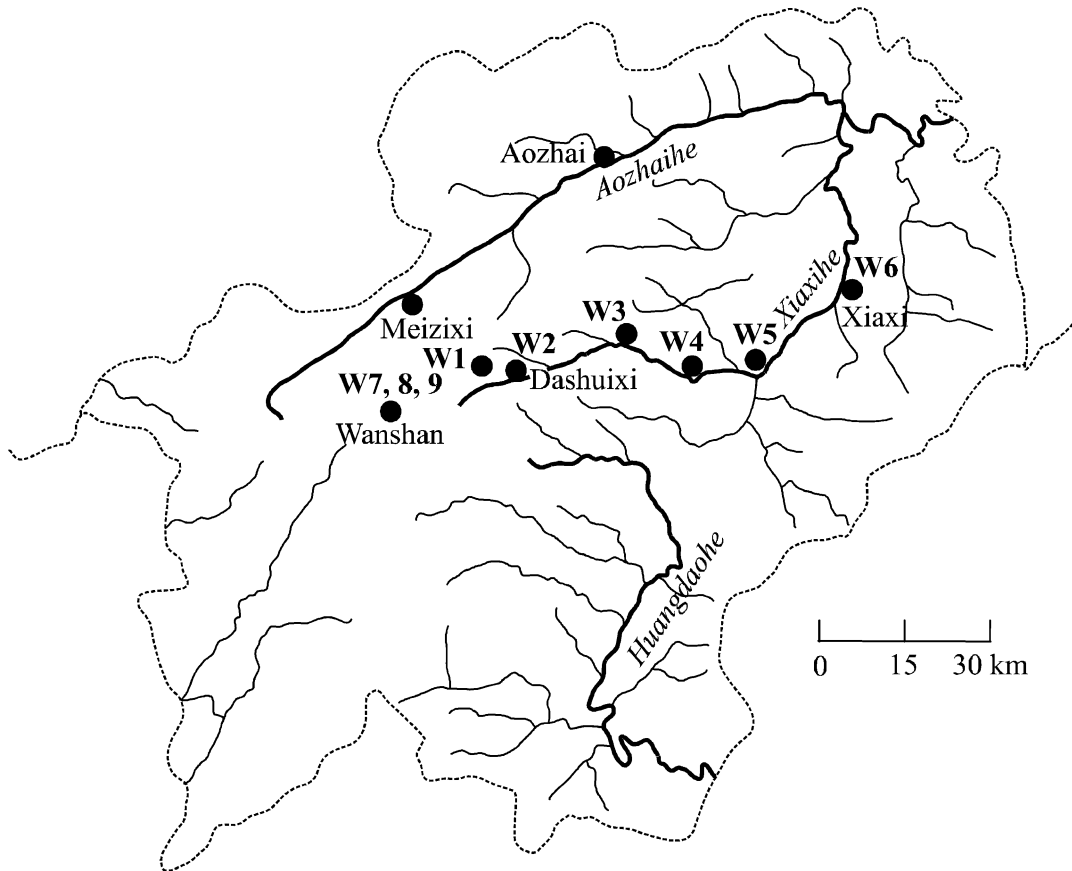 Aozhai
Aozhaihe
Xiaxihe
W6
Xiaxi
Meizixi
W3
W4
W5
W1
W2
Dashuixi
W7, 8, 9
Wanshan
Huangdaohe
0 15 30 km